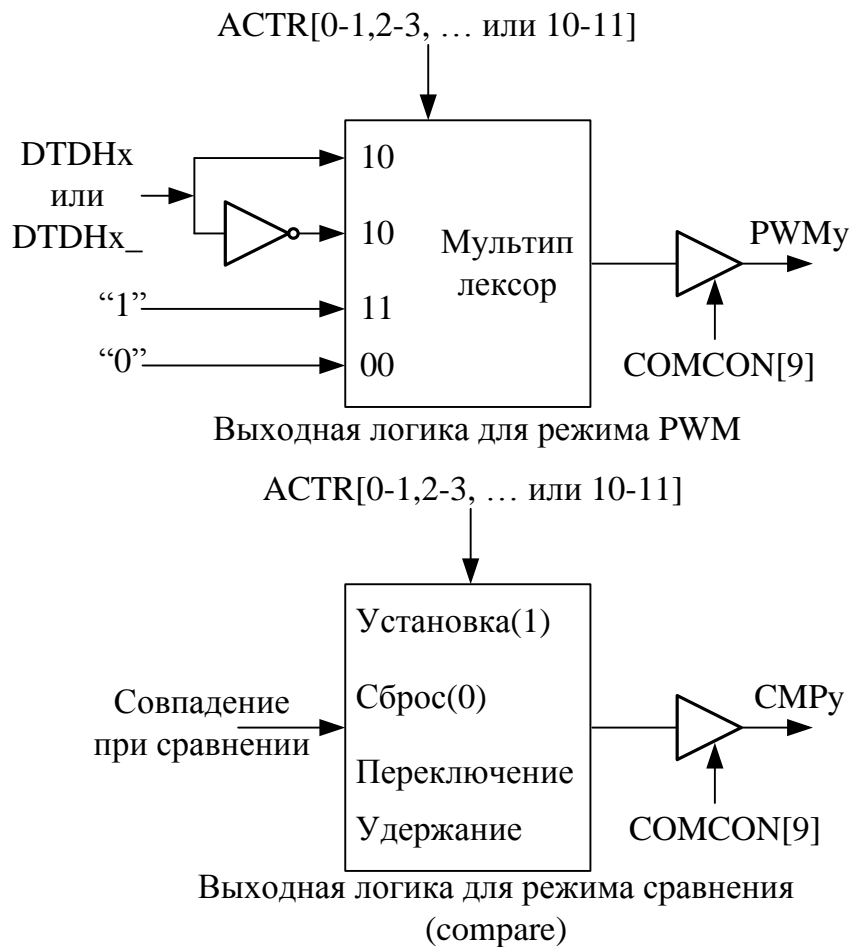 ACTR[0-1,2-3, … или 10-11]
DTDHx
или
DTDHx_
“1”
“0”
10
10
11
00
Мультип
лексор
PWMy
COMCON[9]
Выходная логика для режима PWM
ACTR[0-1,2-3, … или 10-11]
Совпадение
при сравнении
Установка(1)
Сброс(0)
Переключение
Удержание
CMPy
COMCON[9]
Выходная логика для режима сравнения
(compare)